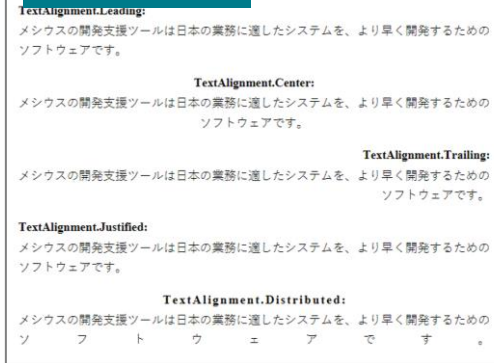 TextAlignment.Leading:
メシウスの開発支援ツールは日本の業務に適したシステムを、より早く開発するための
ソフトウェアです。
TextAlignment.Center:
メシウスの開発支援ツールは日本の業務に適したシステムを、より早く開発するための
ソフトウェアです。
TextAlignment.Trailing:
メシウスの開発支援ツールは日本の業務に適したシステムを、より早く開発するための
ソフトウェアです。
TextAlignment.Justified:
メシウスの開発支援ツールは日本の業務に適したシステムを、より早く開発するための
ソフトウェアです。
TextAlignment.Distributed:
メシウスの開発支援ツールは日本の業務に適したシステムを、より早く開発するための
ソフトウェアです。